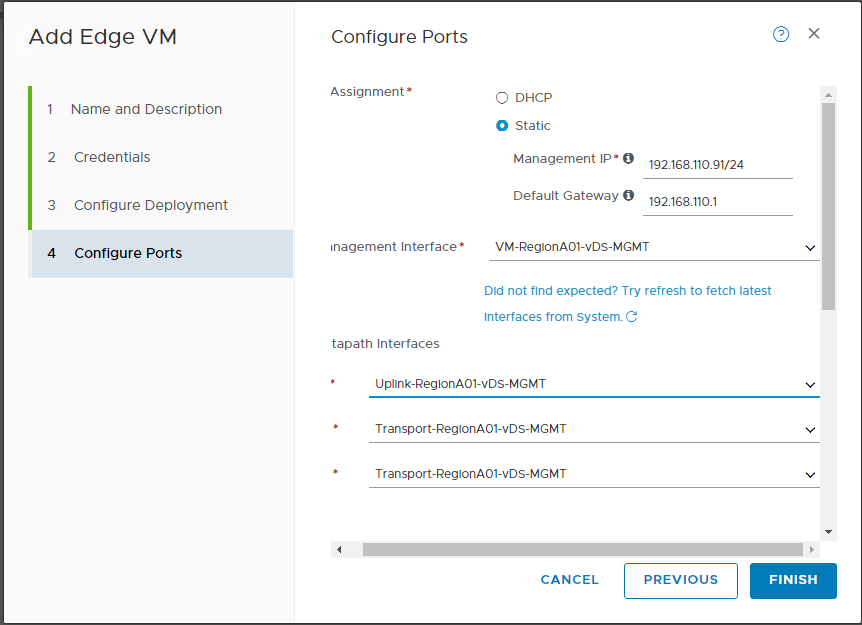 Add Edge VM
1 Name and Description
2 Credentials
3 Configure Deployment
4 Configure Ports
Configure Ports
Assignment*
DHCP
Static
Management IP* 192.168.110.91/24
Default Gateway 192.168.110.1
nagement Interface* VM-RegionA01-vDS-MGMT
Did not find expected? Try refresh to fetch latest
interfaces from System.
tapath Interfaces
* Uplink-RegionA01-vDS-MGMT
* Transport-RegionA01-vDS-MGMT
* Transport-RegionA01-vDS-MGMT
CANCEL PREVIOUS FINISH